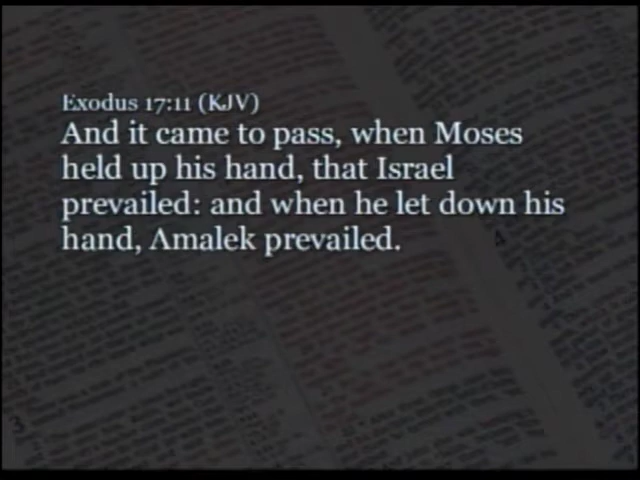 Exodus 17:11 (KJV)
And it came to pass, when Moses
held up his hand, that Israel
prevailed: and when he let down his
hand, Amalek prevailed.